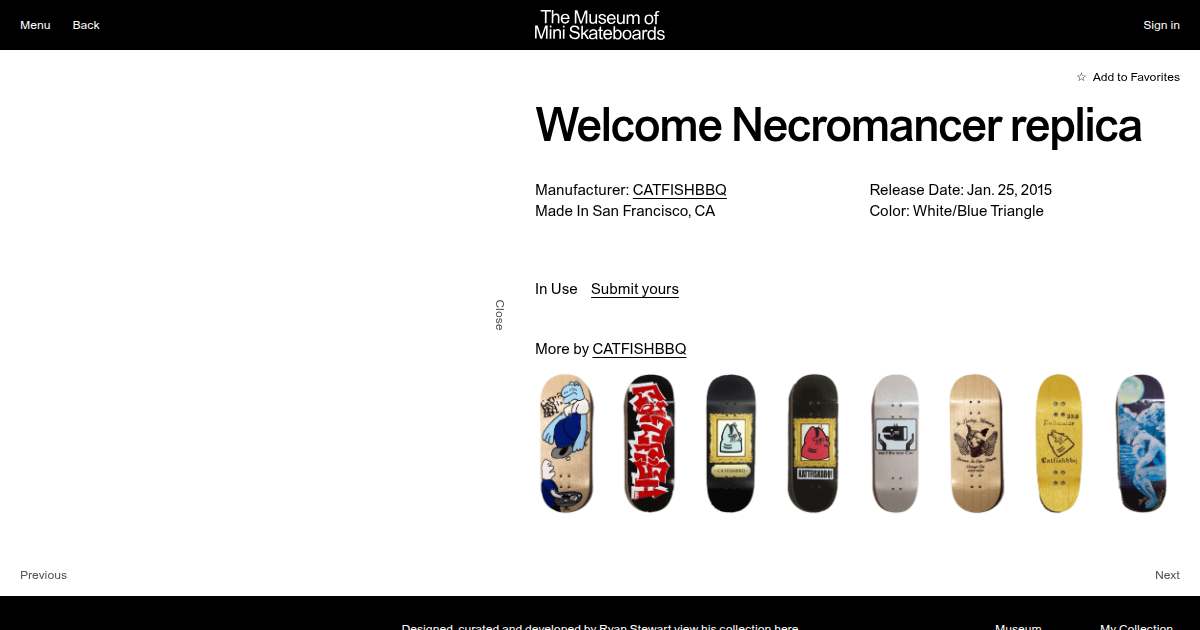 Menu
Back
The Museum of
Mini Skateboards
Sign in
☆ Add to Favorites
Welcome Necromancer replica
Manufacturer: CATFISHBBQ
Made In San Francisco, CA
Release Date: Jan. 25, 2015
Color: White/Blue Triangle
In Use
Submit yours
Close
More by CATFISHBBQ
CATFISHBBQ
Catfishbbq
Previous
Next
Designed, curated and developed by Ryan Stewart view his collection here
Museum
My Collection